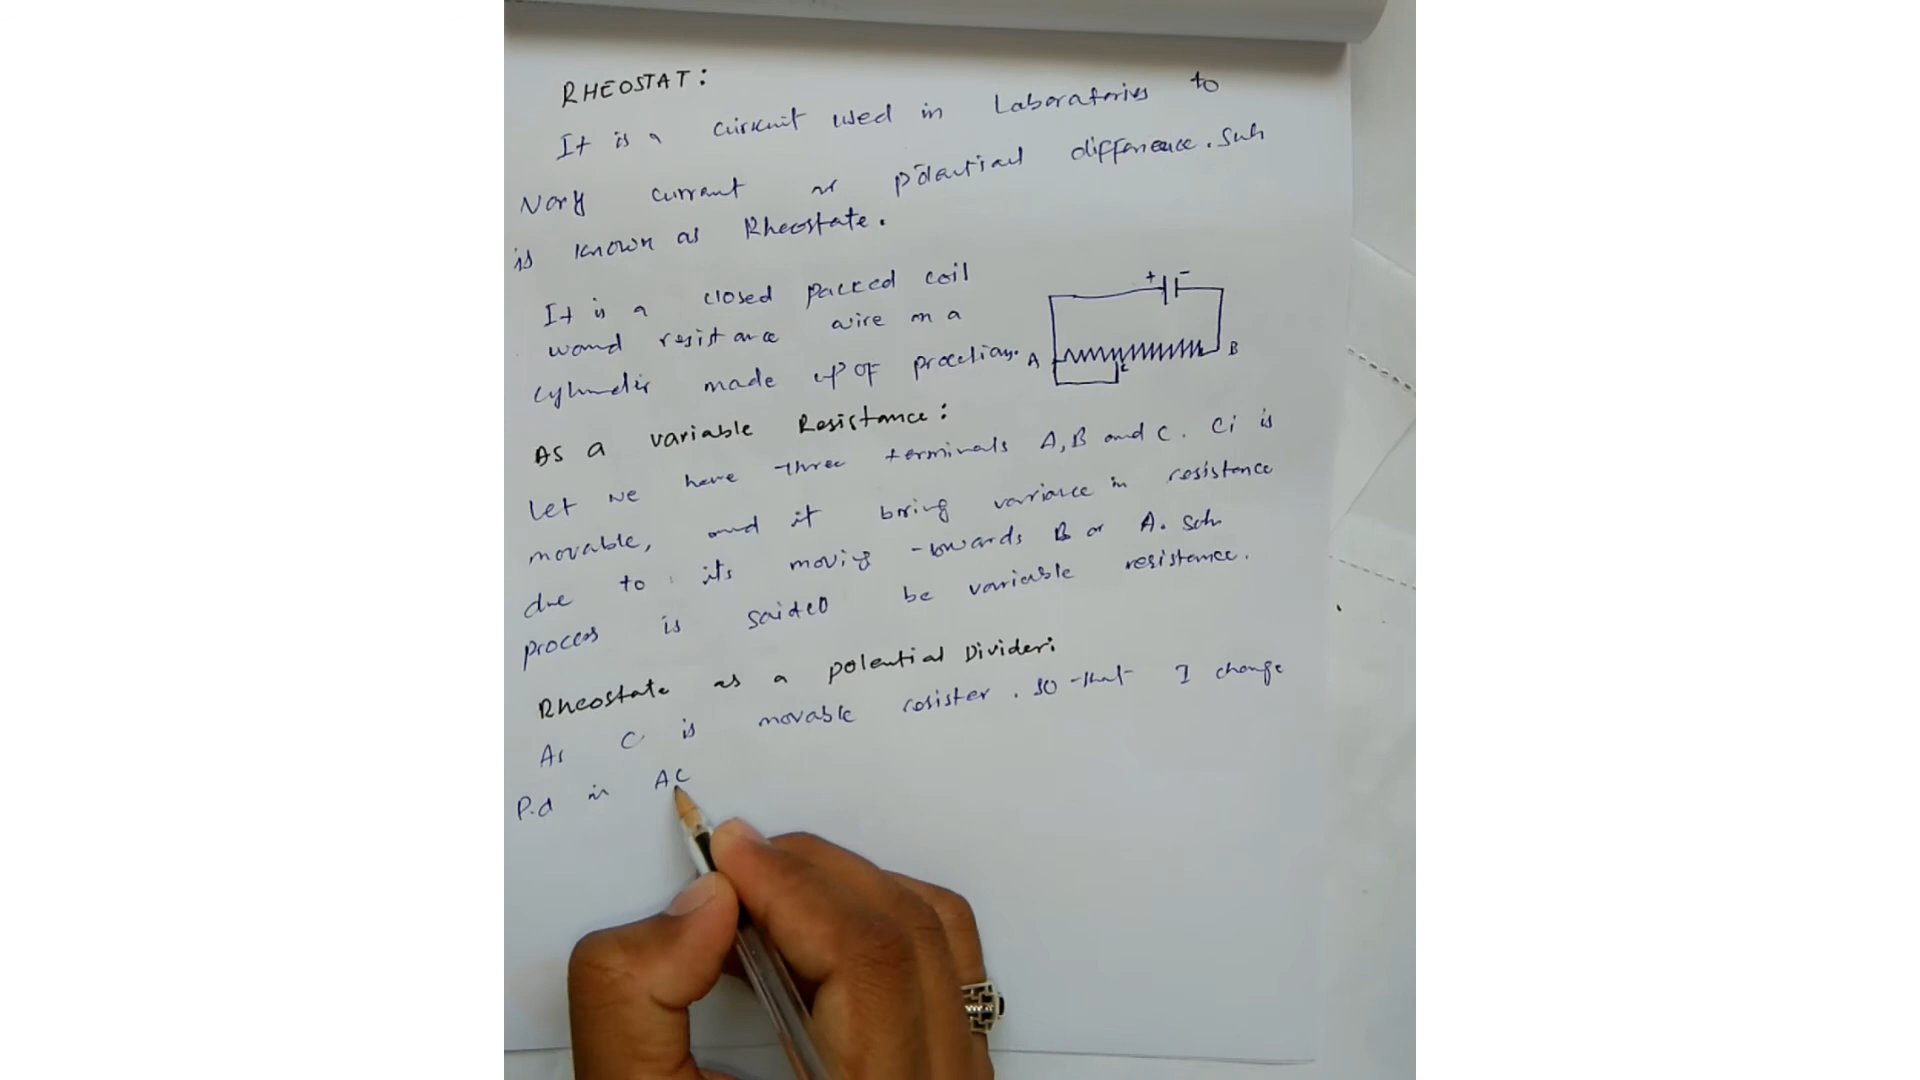 RHEOSTAT:
It is a cirkuit used in Laboratories to
Vary current or potential difference. Such
is known as Rheostate.
It is a closed packed coil
wound resistance wire on a
cylinder made up of
+ -
A B
C
As a variable Resistance:
Let we have three terminals A, B and C. Ci is
movable, and it bring variance in resistance
due to its moving towards B or A. Such
process is said to be variable resistance.
Rheostate as a potential Divider:
As C is movable resister. so that I change
P.d in AC